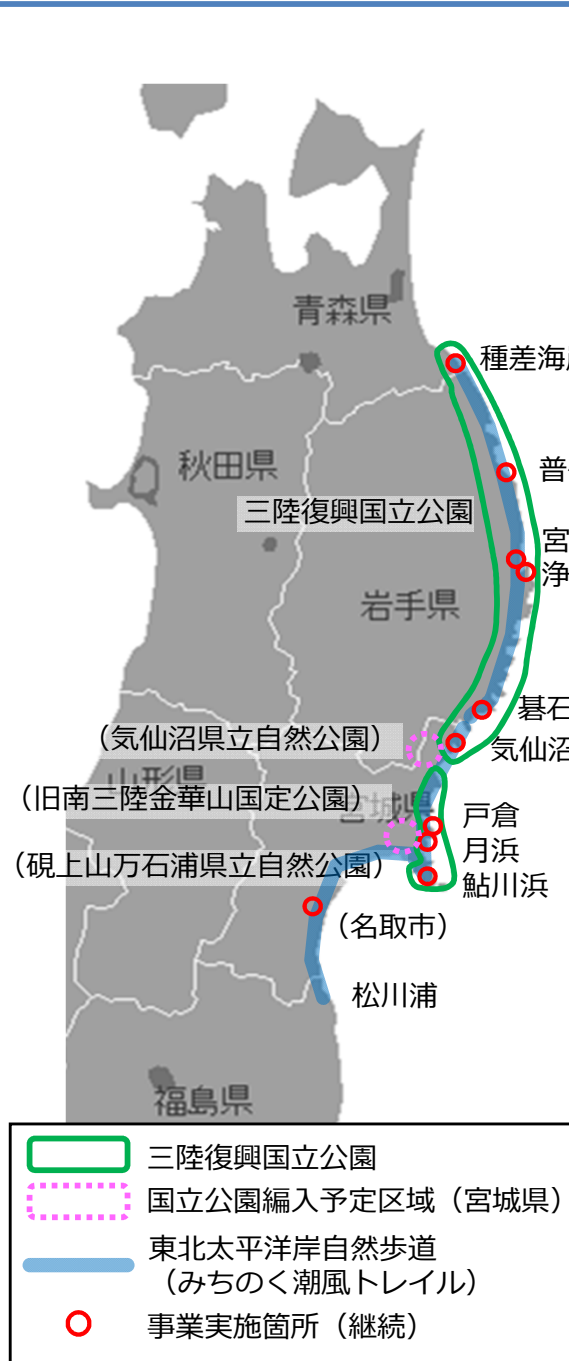 青森県
種差海
秋田県
普
三陸復興国立公園
宮
浄
岩手県
碁石
（気仙沼県立自然公園）
気仙沼
山形県
（旧南三陸金華山国定公園）
宮城県
戸倉
月浜
（硯上山万石浦県立自然公園）
鮎川浜
（名取市）
松川浦
福島県
三陸復興国立公園
国立公園編入予定区域（宮城県）
東北太平洋岸自然歩道
（みちのく潮風トレイル）
事業実施箇所（継続）